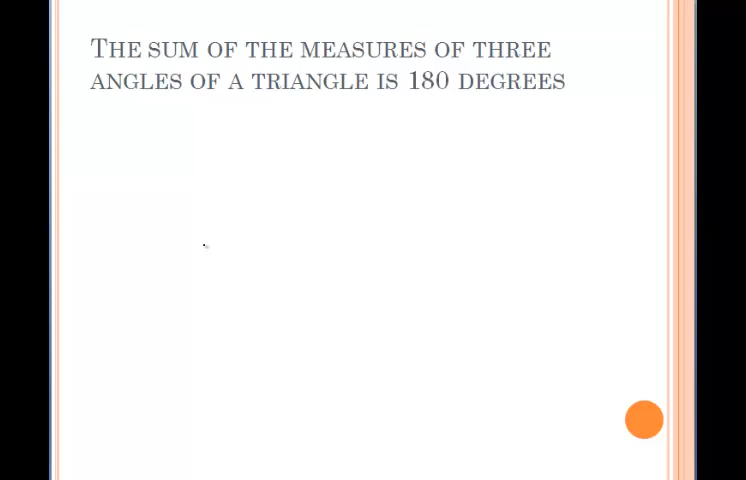 The sum of the measures of three
angles of a triangle is 180 degrees